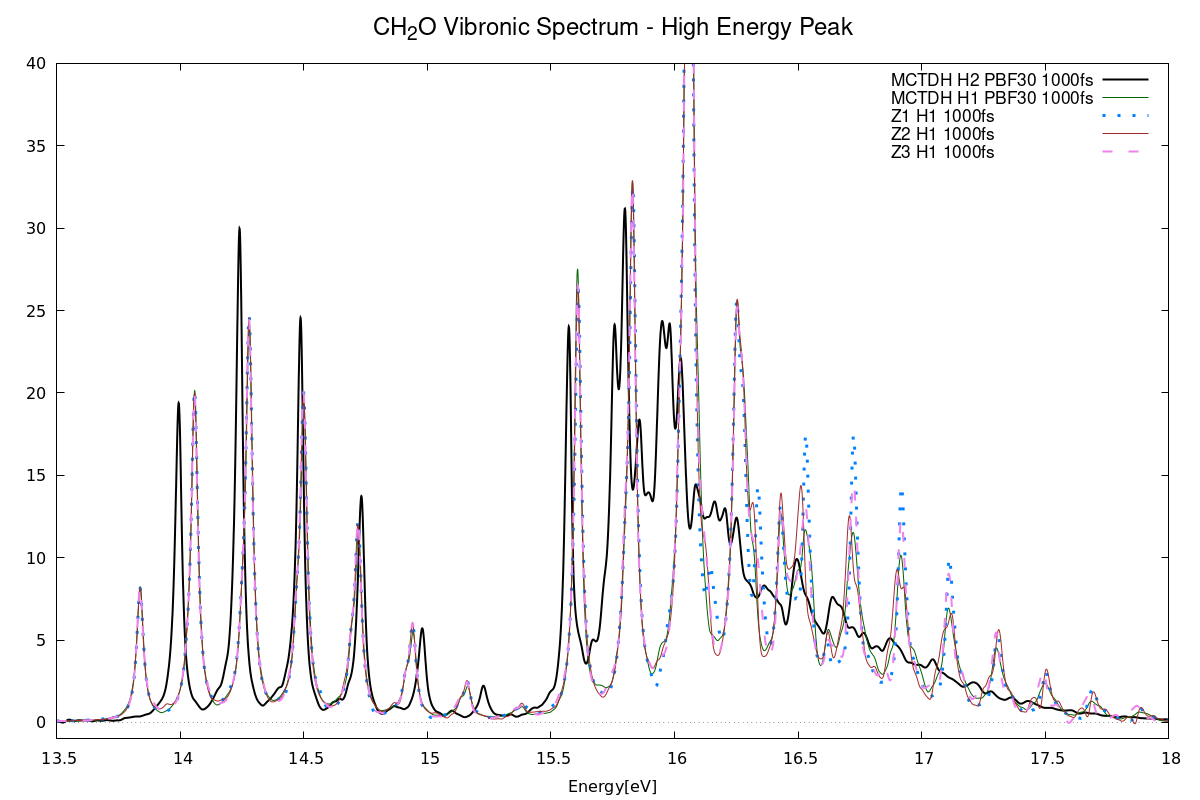 CH2O Vibronic Spectrum - High Energy Peak
MCTDH H2 PBF30 1000fs
MCTDH H1 PBF30 1000fs
Z1 H1 1000fs
Z2 H1 1000fs
Z3 H1 1000fs
40
35
30
25
20
15
10
5
0
13.5 14 14.5 15 15.5 16 16.5 17 17.5 18
Energy[eV]